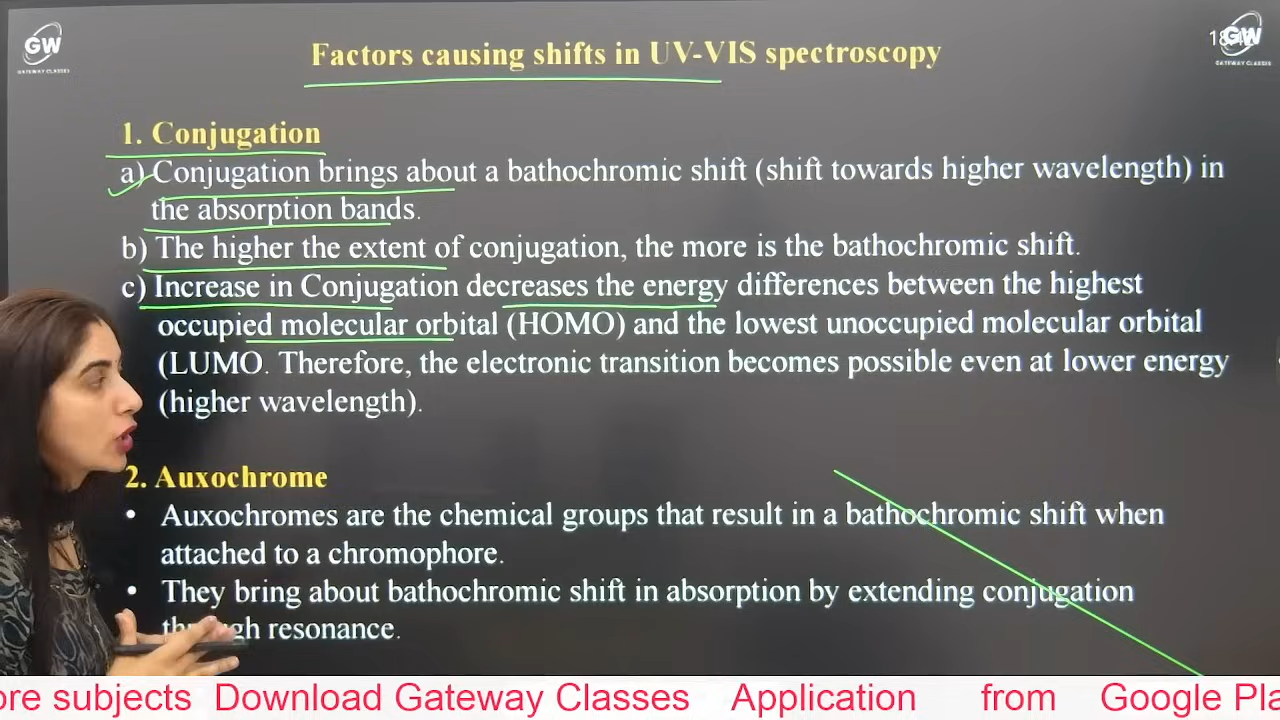 GW
GATEWAY CLASSES
Factors causing shifts in UV-VIS spectroscopy
GW
GATEWAY CLASSES
1. Conjugation
a) Conjugation brings about a bathochromic shift (shift towards higher wavelength) in
the absorption bands.
b) The higher the extent of conjugation, the more is the bathochromic shift.
c) Increase in Conjugation decreases the energy differences between the highest
occupied molecular orbital (HOMO) and the lowest unoccupied molecular orbital
(LUMO. Therefore, the electronic transition becomes possible even at lower energy
(higher wavelength).
2. Auxochrome
• Auxochromes are the chemical groups that result in a bathochromic shift when
attached to a chromophore.
• They bring about bathochromic shift in absorption by extending conjugation
through resonance.
ore subjects Download Gateway Classes Application from Google Pla